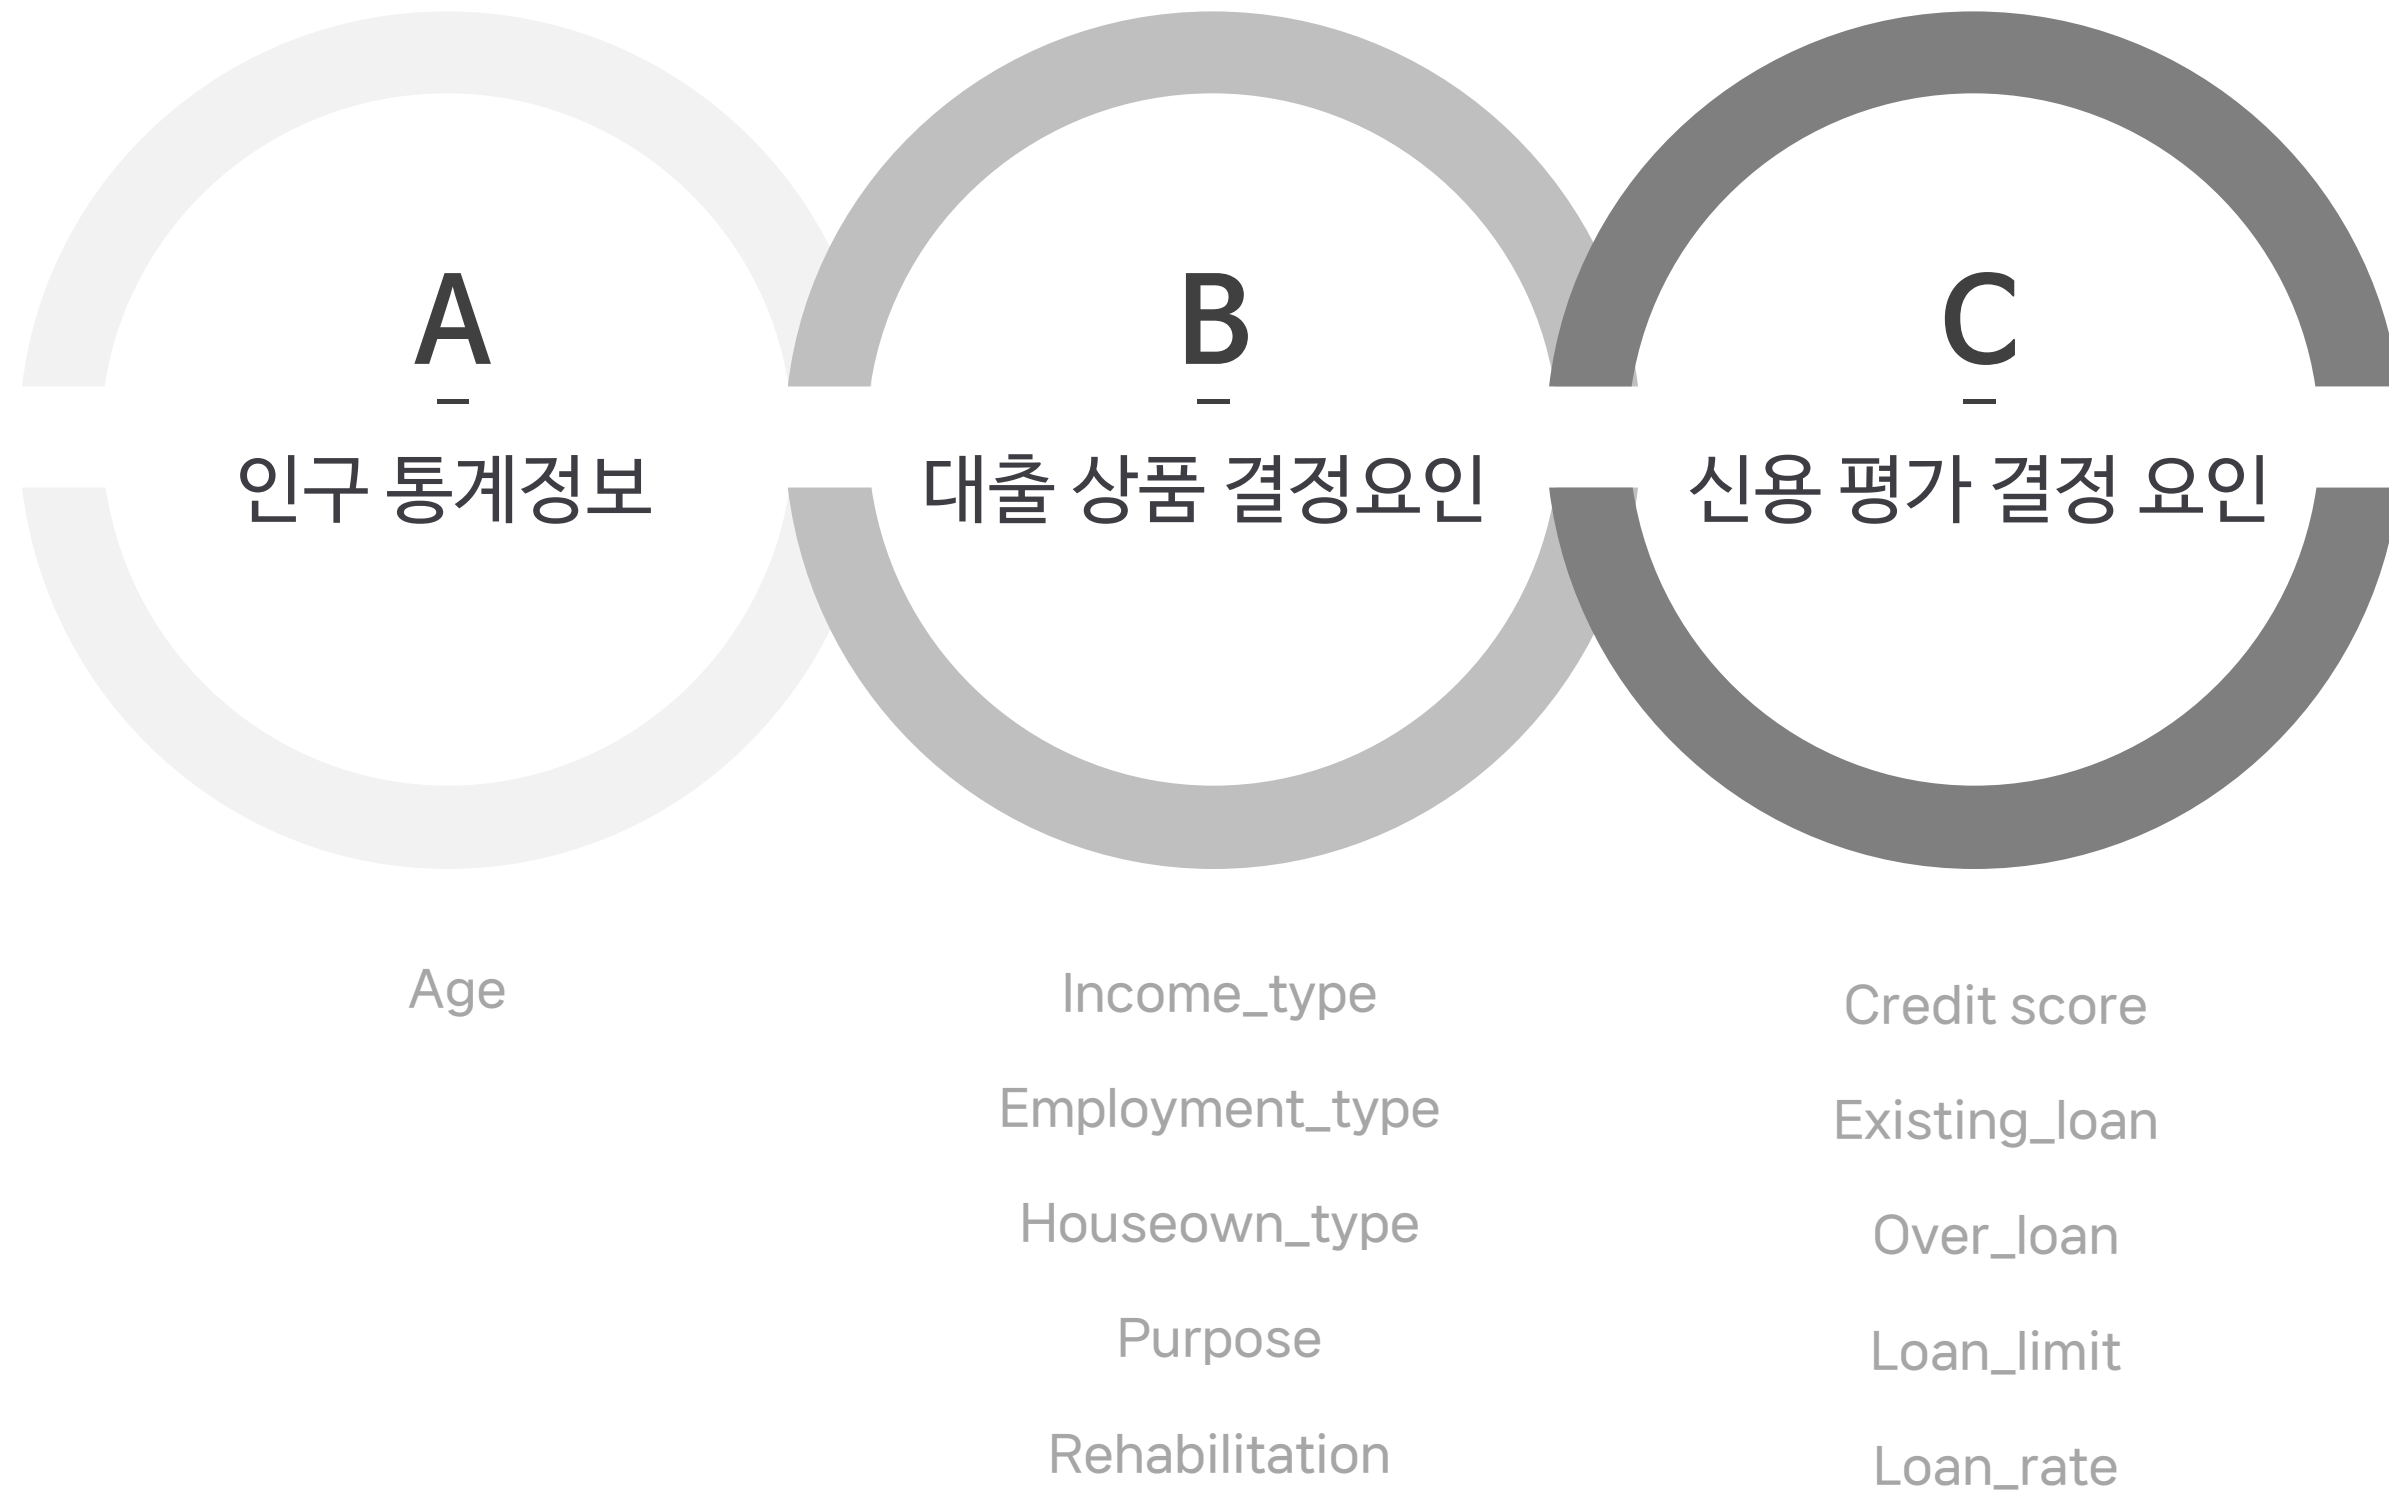 A
인구 통계정보
Age
B
대출 상품 결정요인
Income_type
Employment_type
Houseown_type
Purpose
Rehabilitation
C
신용 평가 결정 요인
Credit score
Existing_loan
Over_loan
Loan_limit
Loan_rate